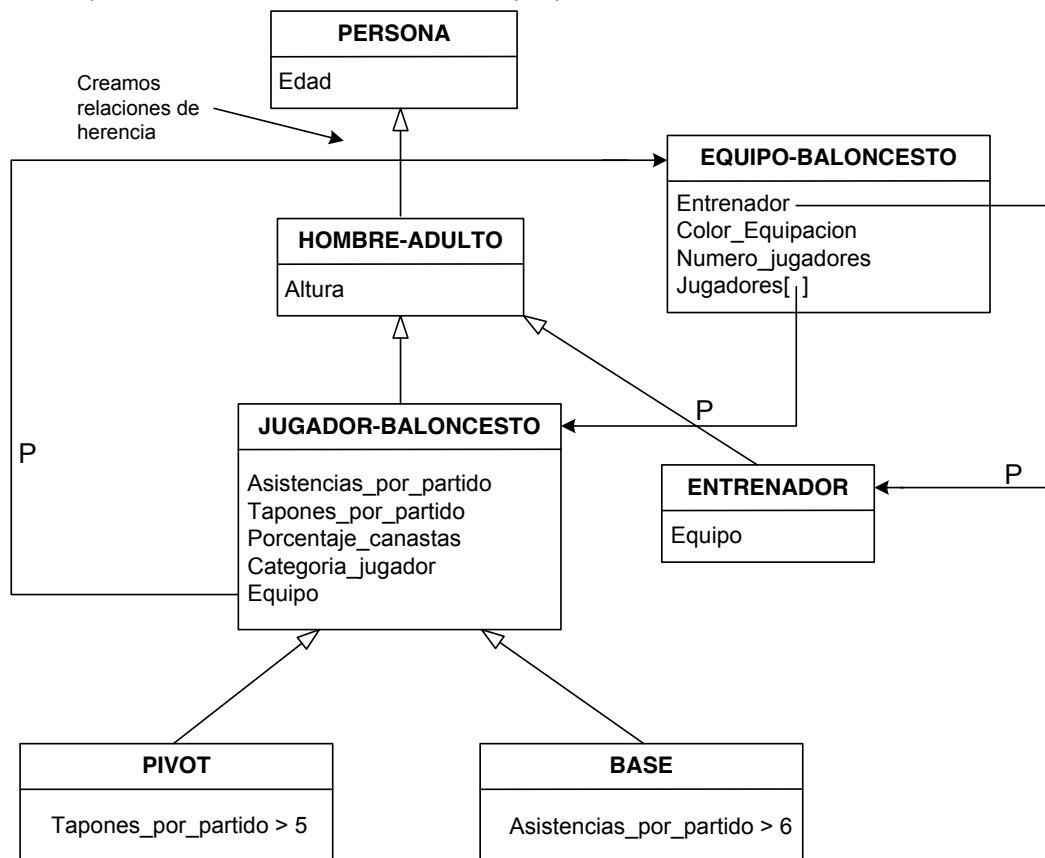 PERSONA
Edad
Creamos
relaciones de
herencia
EQUIPO-BALONCESTO
Entrenador
Color_Equipacion
Numero_jugadores
Jugadores[ ]
HOMBRE-ADULTO
Altura
P
JUGADOR-BALONCESTO
Asistencias_por_partido
Tapones_por_partido
Porcentaje_canastas
Categoria_jugador
Equipo
P
ENTRENADOR
Equipo
P
PIVOT
Tapones_por_partido > 5
BASE
Asistencias_por_partido > 6